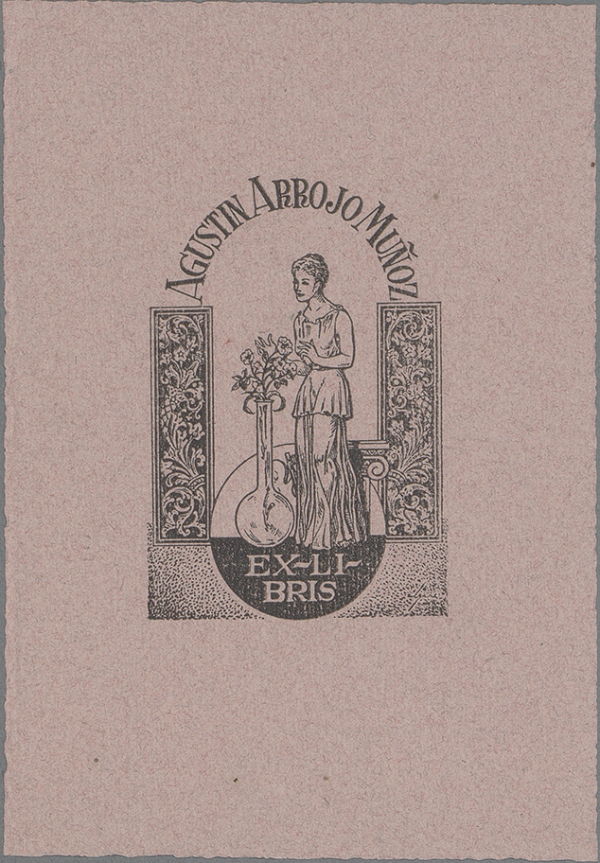 AGUSTIN ARROJO MUÑOZ
EX-LI-
BRIS